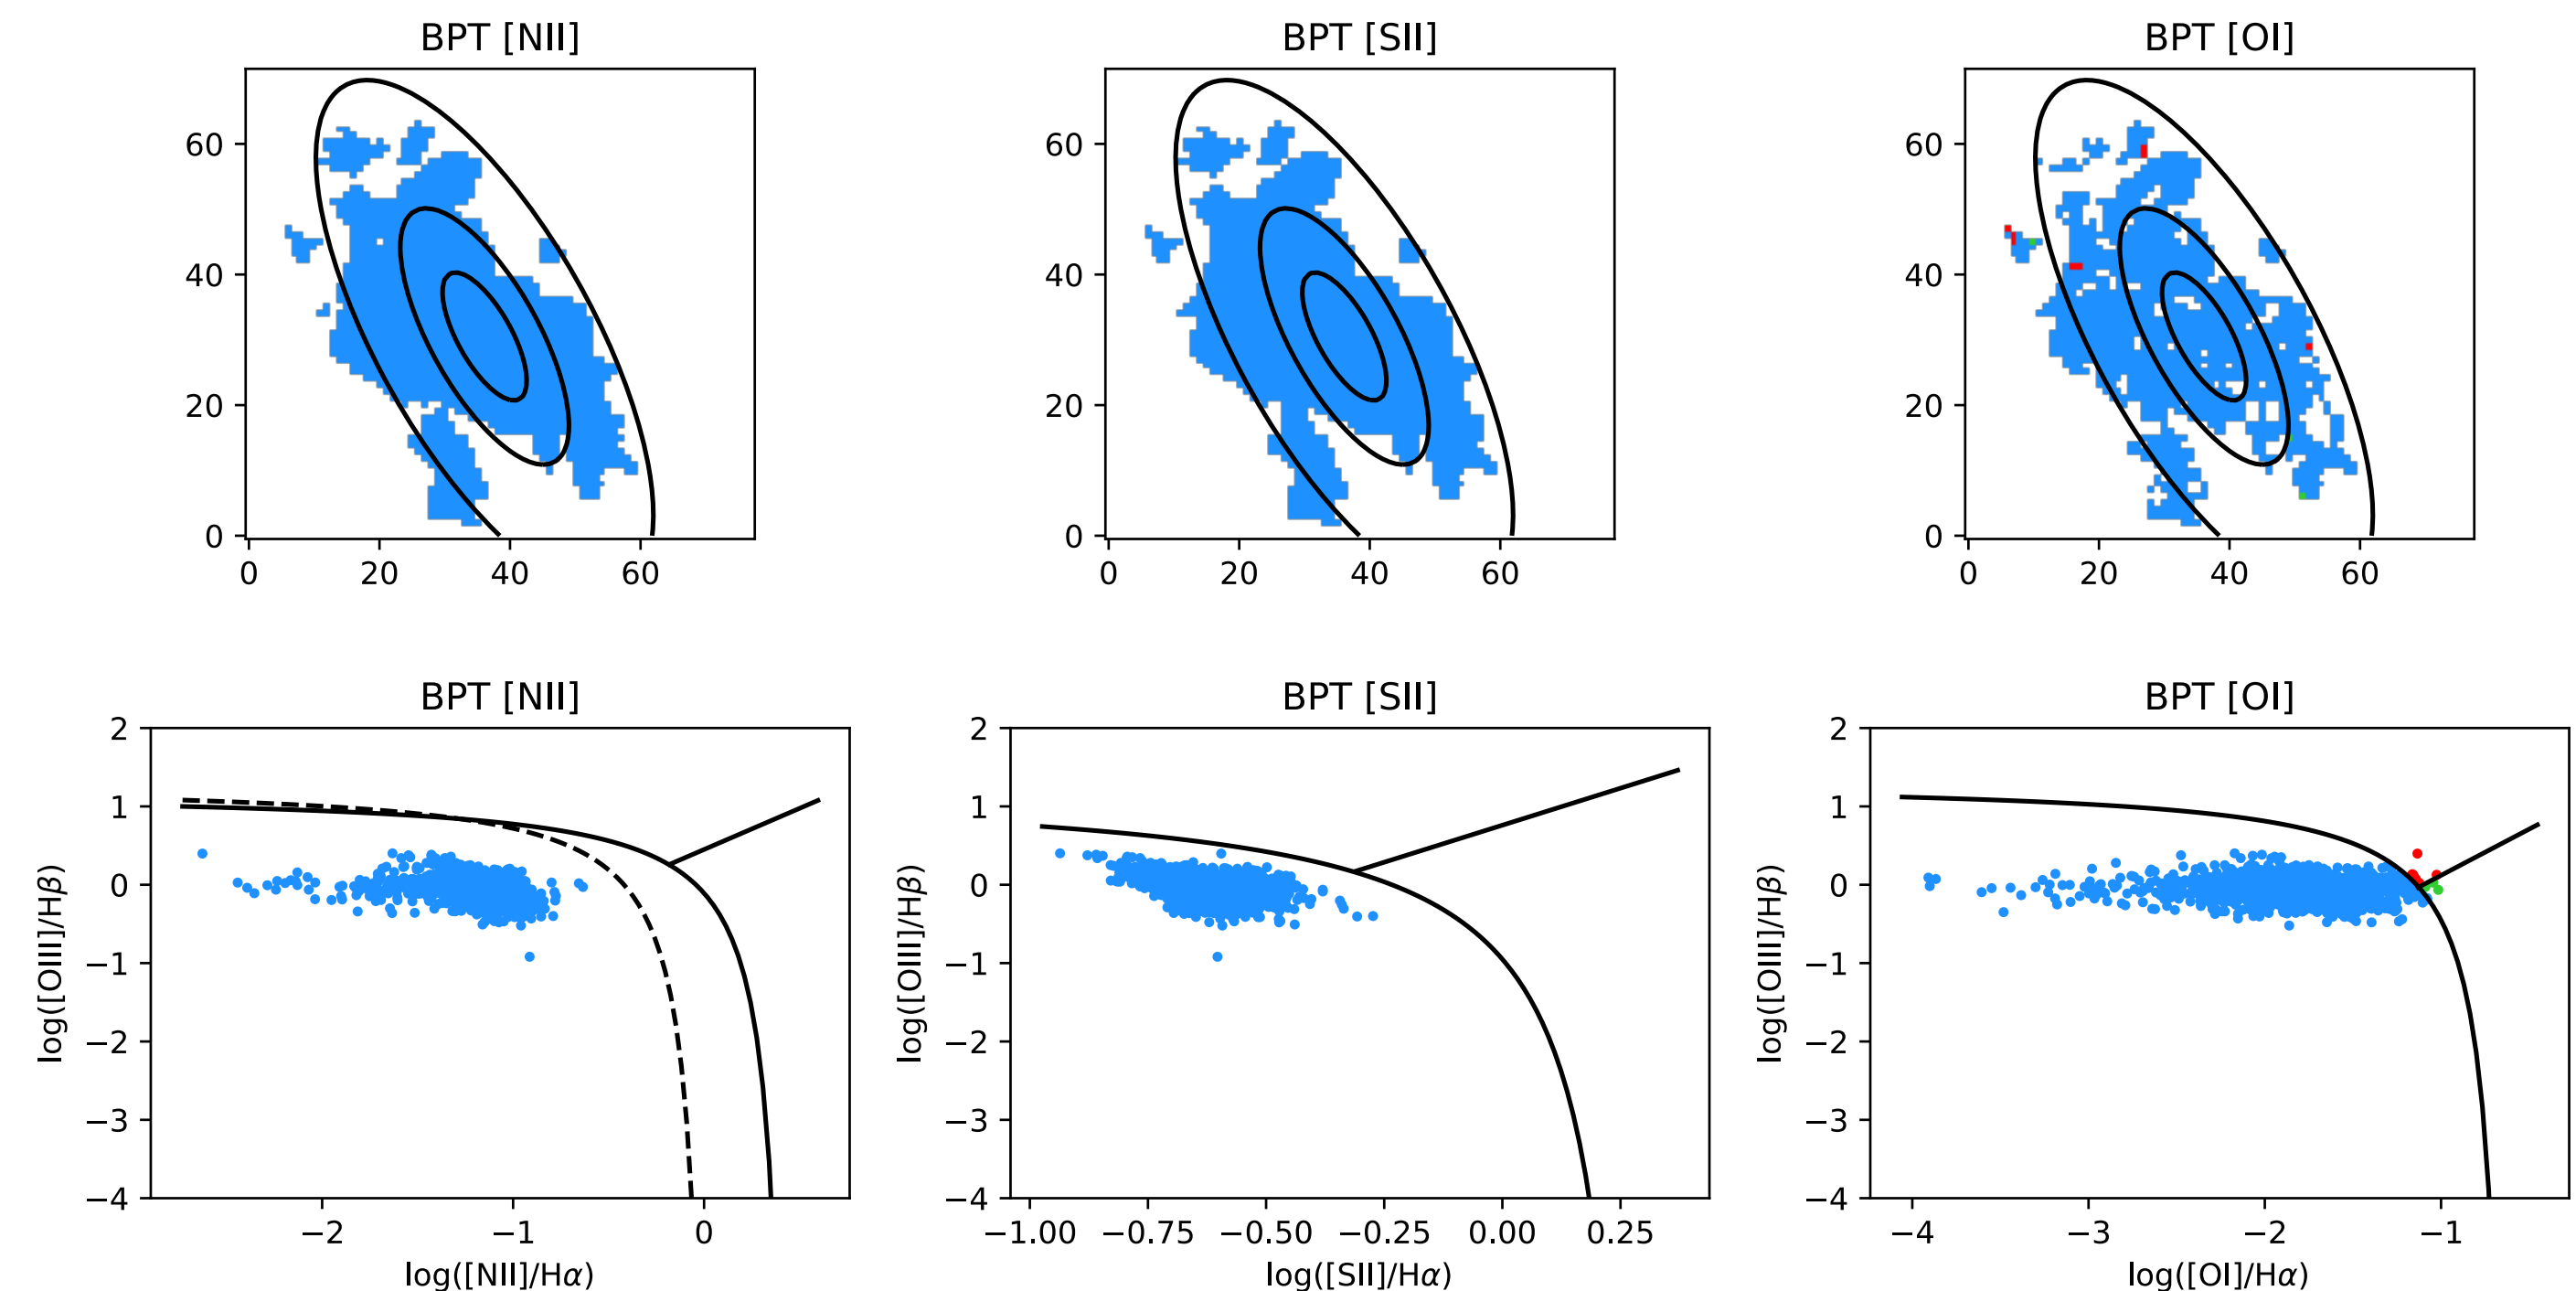 BPT [NII]
BPT [SII]
BPT [OI]
60
40
20
0
0 20 40 60
60
40
20
0
0 20 40 60
60
40
20
0
0 20 40 60
BPT [NII]
log([OIII]/Hβ)
2
1
0
−1
−2
−3
−4
−2 −1 0
log([NII]/Hα)
BPT [SII]
log([OIII]/Hβ)
2
1
0
−1
−2
−3
−4
−1.00 −0.75 −0.50 −0.25 0.00 0.25
log([SII]/Hα)
BPT [OI]
log([OIII]/Hβ)
2
1
0
−1
−2
−3
−4
−4 −3 −2 −1
log([OI]/Hα)